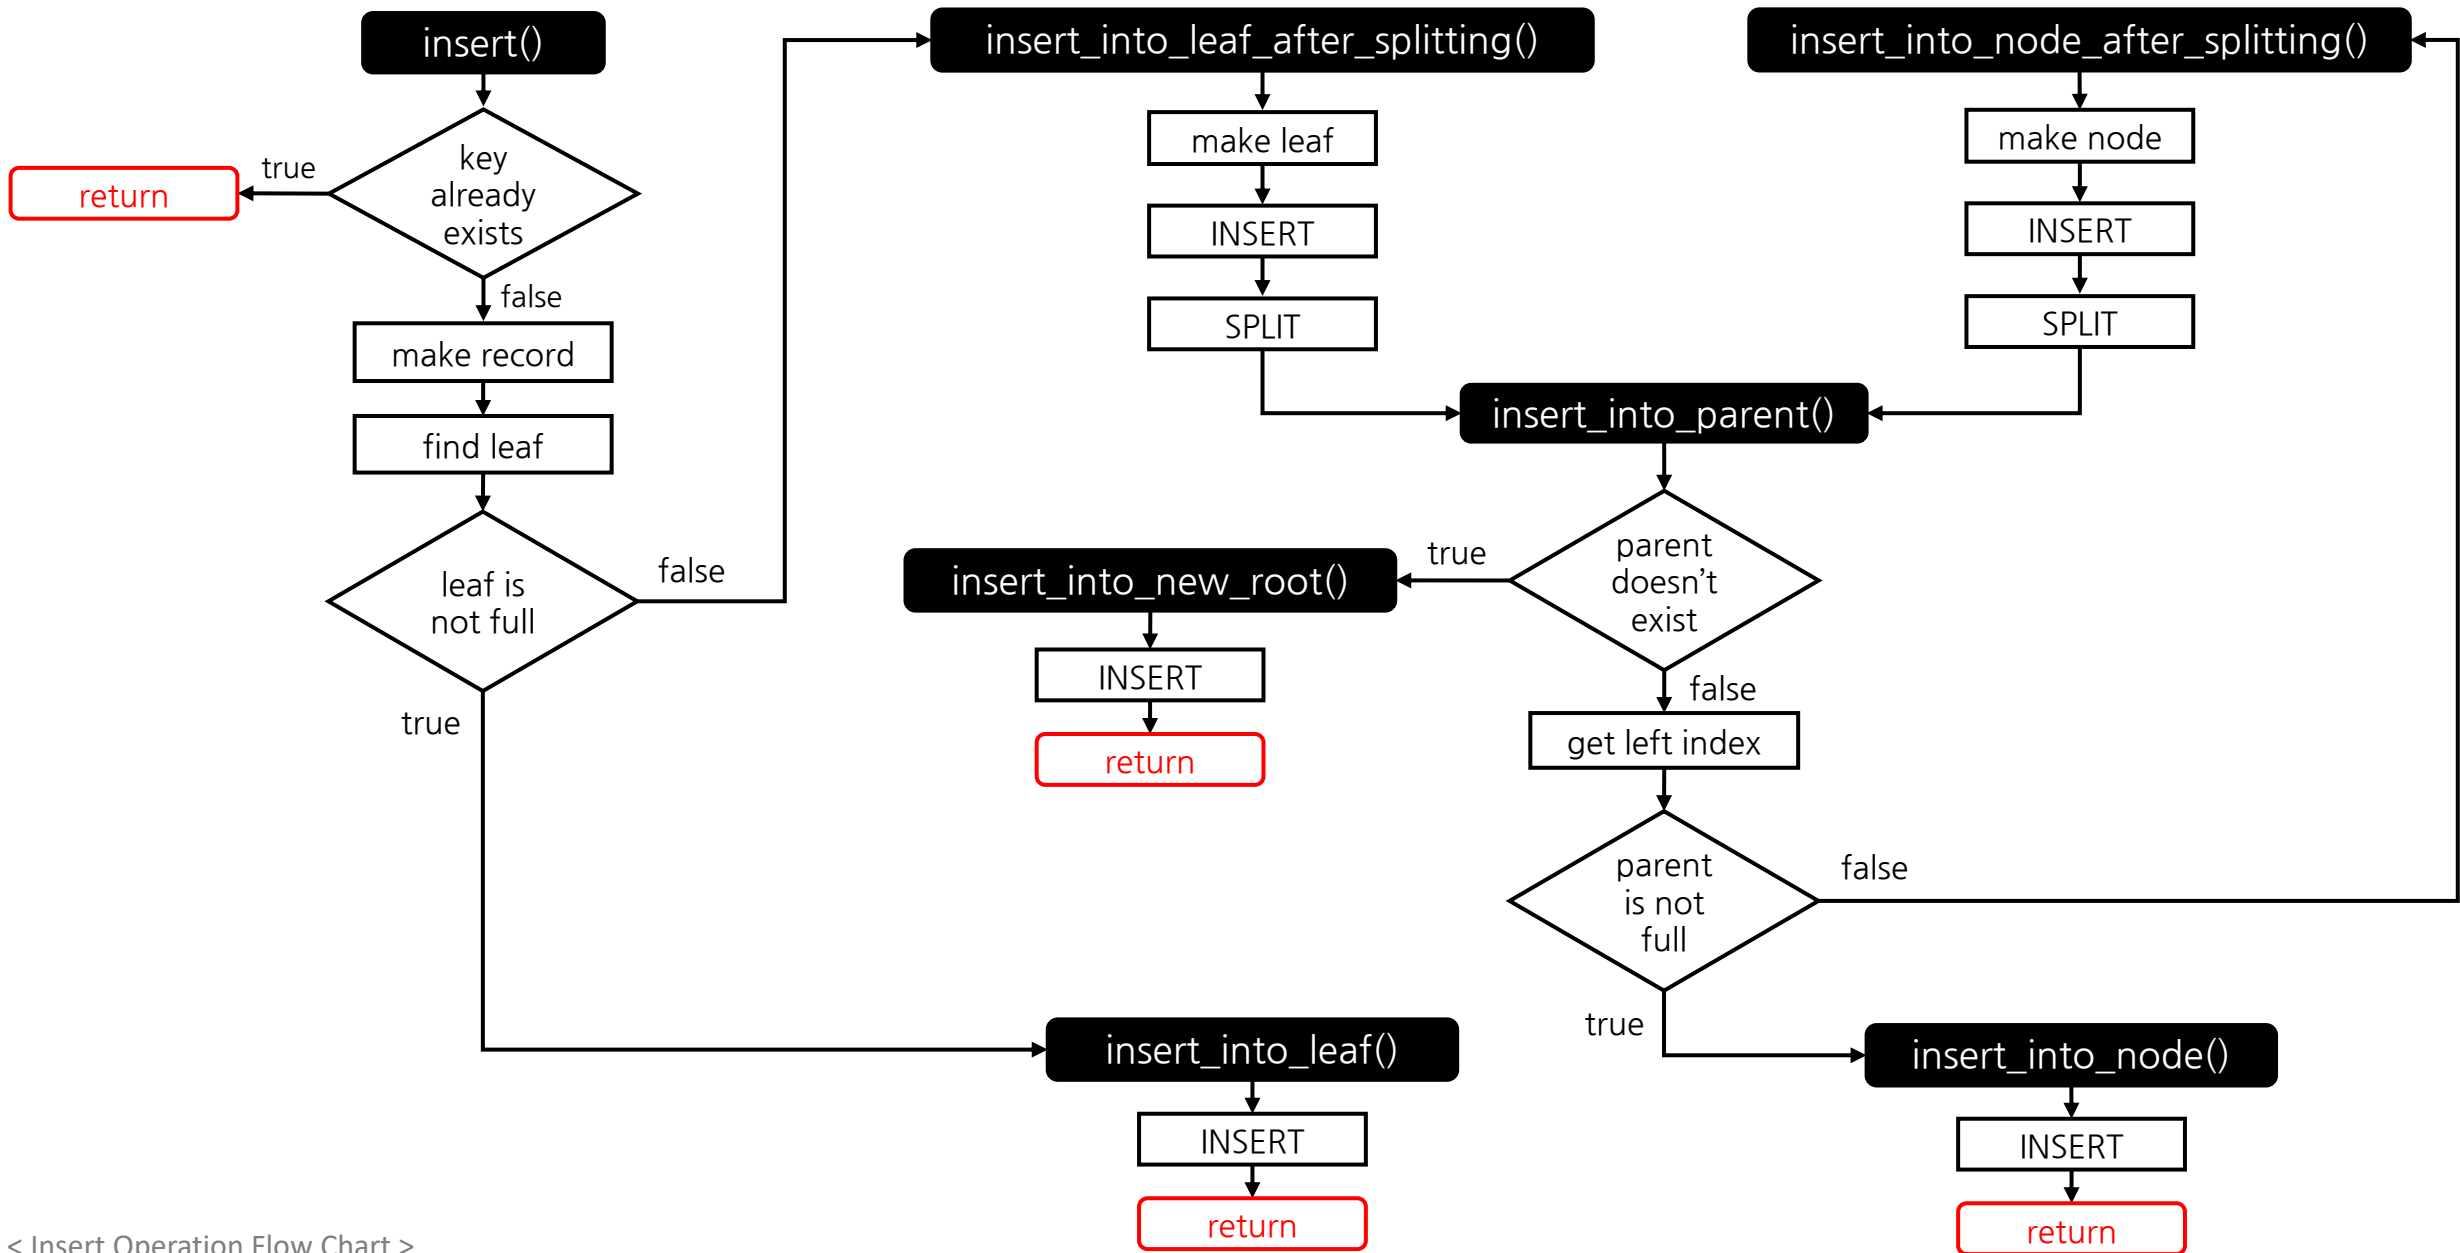 insert()
key
already
exists
true
return
false
make record
find leaf
leaf is
not full
false
true
insert_into_leaf_after_splitting()
make leaf
INSERT
SPLIT
insert_into_node_after_splitting()
make node
INSERT
SPLIT
insert_into_parent()
parent
doesn't
exist
true
insert_into_new_root()
INSERT
return
false
get left index
parent
is not
full
false
true
insert_into_leaf()
INSERT
return
insert_into_node()
INSERT
return
< Insert Operation Flow Chart >